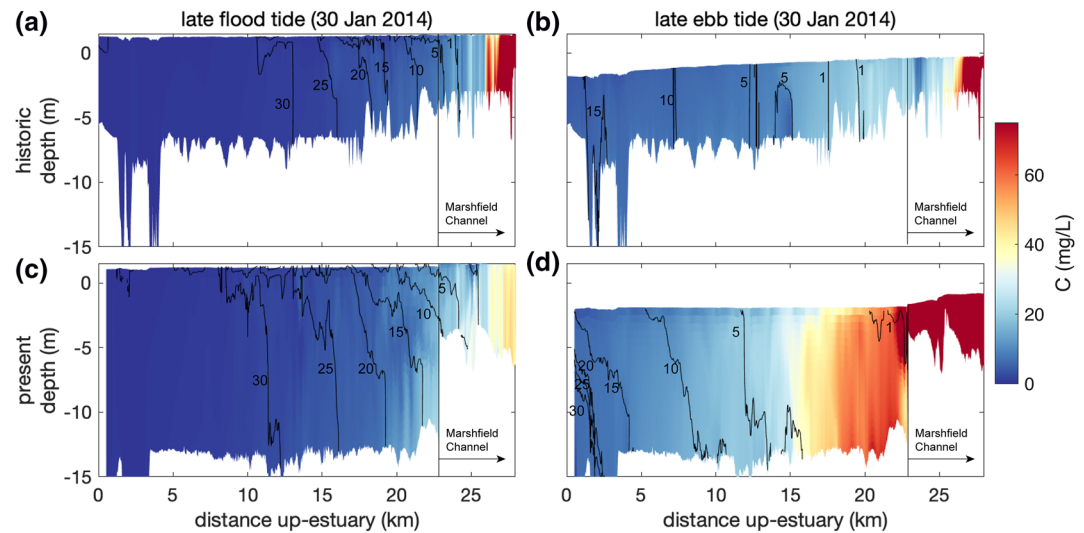 (a) late flood tide (30 Jan 2014)
(b) late ebb tide (30 Jan 2014)
historic
depth (m)
0
-5
-10
-15
30
25
20
15
10
5
1
Marshfield
Channel
15
10
5
5
1
1
Marshfield
Channel
(c)
(d)
present
depth (m)
0
-5
-10
-15
30
25
20
15
10
5
Marshfield
Channel
20
25
30
15
10
5
1
Marshfield
Channel
0 5 10 15 20 25
distance up-estuary (km)
0 5 10 15 20 25
distance up-estuary (km)
60
40
20
0
C (mg/L)